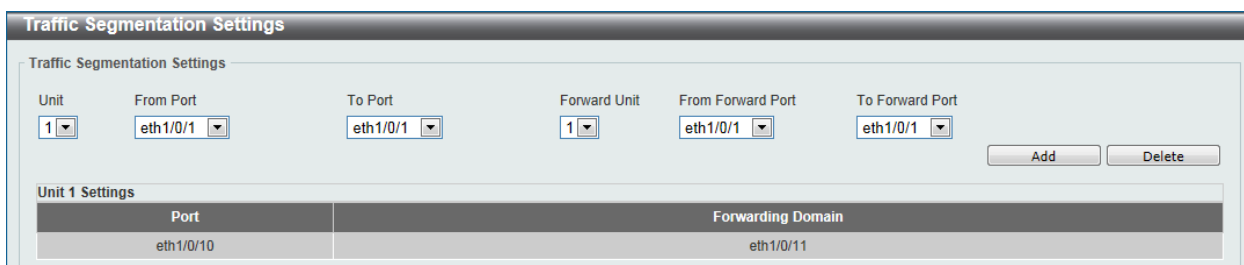 Traffic Segmentation Settings
Traffic Segmentation Settings
Unit From Port To Port Forward Unit From Forward Port To Forward Port
1 eth1/0/1 eth1/0/1 1 eth1/0/1 eth1/0/1
Add Delete
Unit 1 Settings
Port Forwarding Domain
eth1/0/10 eth1/0/11